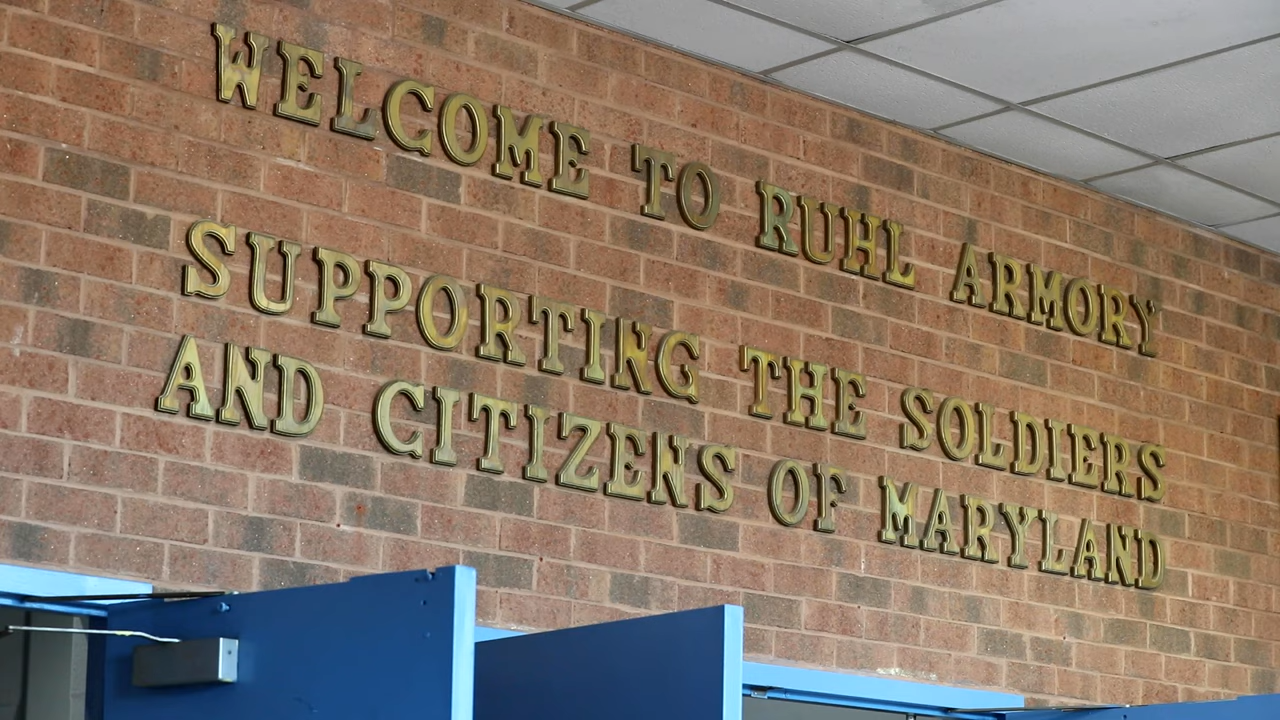 WELCOME TO RUHL ARMORY
SUPPORTING THE SOLDIERS
AND CITIZENS OF MARYLAND